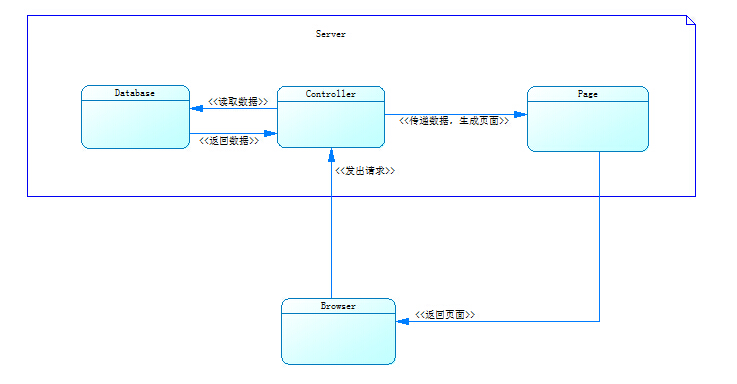 Server
Database
<<读取数据>>
Controller
Page
<<返回数据>>
<<传递数据，生成页面>>
<<发出请求>>
Browser
<<返回页面>>